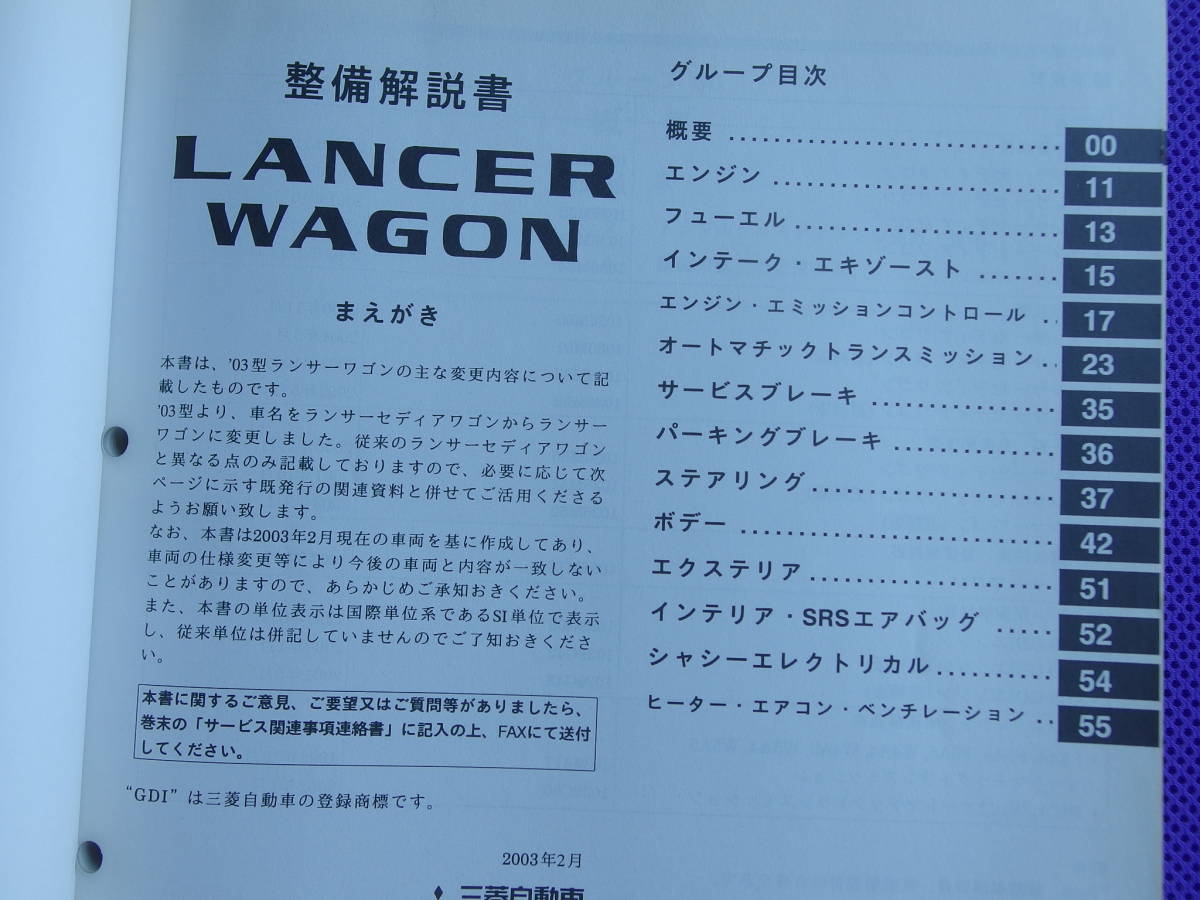 整備解説書
LANCER
WAGON
まえがき
本書は、'03型ランサーワゴンの主な変更内容について記
載したものです。
'03型より、車名をランサーセディアワゴンからランサー
ワゴンに変更しました。従来のランサーセディアワゴン
と異なる点のみ記載しておりますので、必要に応じて次
ページに示す既発行の関連資料と併せてご活用くださる
ようお願い致します。
なお、本書は2003年2月現在の車両を基に作成してあり、
車両の仕様変更等により今後の車両と内容が一致しない
ことがありますので、あらかじめご承知おきください。
また、本書の単位表示は国際単位系であるSI単位で表示
し、従来単位は併記していませんのでご了知おきくださ
い。
本書に関するご意見、ご要望又はご質問等がありましたら、
巻末の「サービス関連事項連絡書」に記入の上、FAXにて送付
してください。
“GDI” は三菱自動車の登録商標です。
2003年2月
三菱自動車
グループ目次
概要 ................................ 00
エンジン ............................ 11
フューエル .......................... 13
インテーク・エキゾースト ....... 15
エンジン・エミッションコントロール .. 17
オートマチックトランスミッション .. 23
サービスブレーキ .................. 35
パーキングブレーキ ............... 36
ステアリング ....................... 37
ボデー ............................. 42
エクステリア ....................... 51
インテリア・SRSエアバッグ ..... 52
シャシーエレクトリカル ........... 54
ヒーター・エアコン・ベンチレーション .. 55